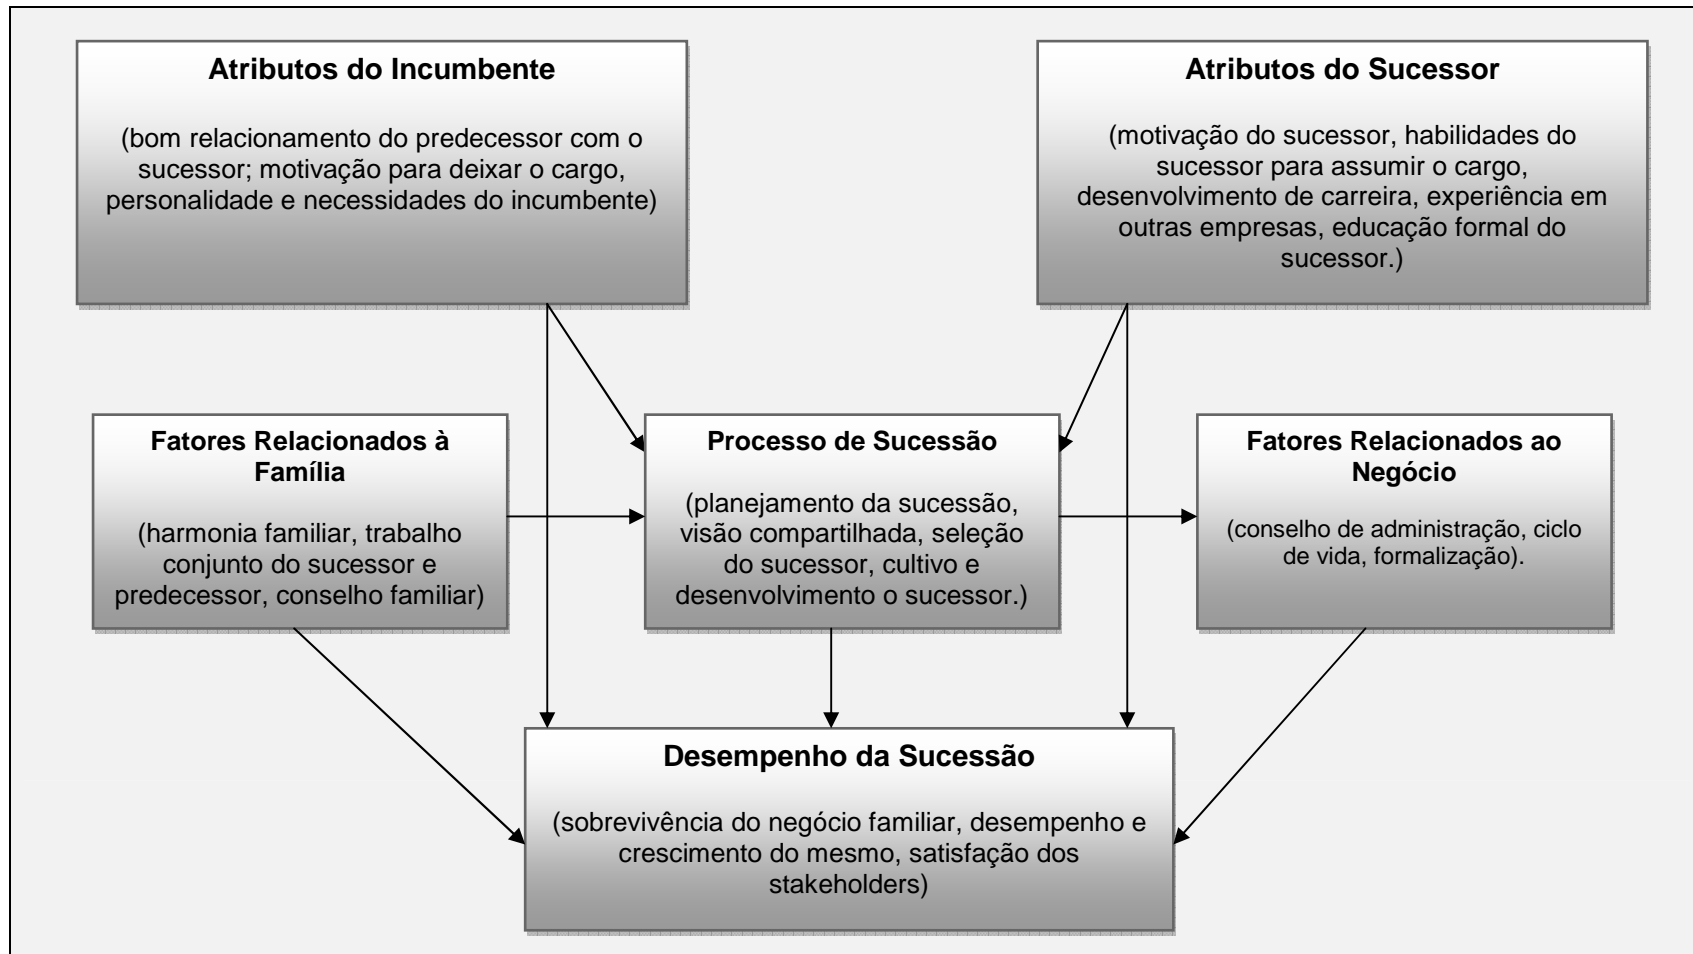 Atributos do Incumbente
(bom relacionamento do predecessor com o
sucessor; motivação para deixar o cargo,
personalidade e necessidades do incumbente)
Atributos do Sucessor
(motivação do sucessor, habilidades do
sucessor para assumir o cargo,
desenvolvimento de carreira, experiência em
outras empresas, educação formal do
sucessor.)
Fatores Relacionados à
Família
(harmonia familiar, trabalho
conjunto do sucessor e
predecessor, conselho familiar)
Processo de Sucessão
(planejamento da sucessão,
visão compartilhada, seleção
do sucessor, cultivo e
desenvolvimento o sucessor.)
Fatores Relacionados ao
Negócio
(conselho de administração, ciclo
de vida, formalização).
Desempenho da Sucessão
(sobrevivência do negócio familiar, desempenho e
crescimento do mesmo, satisfação dos
stakeholders)